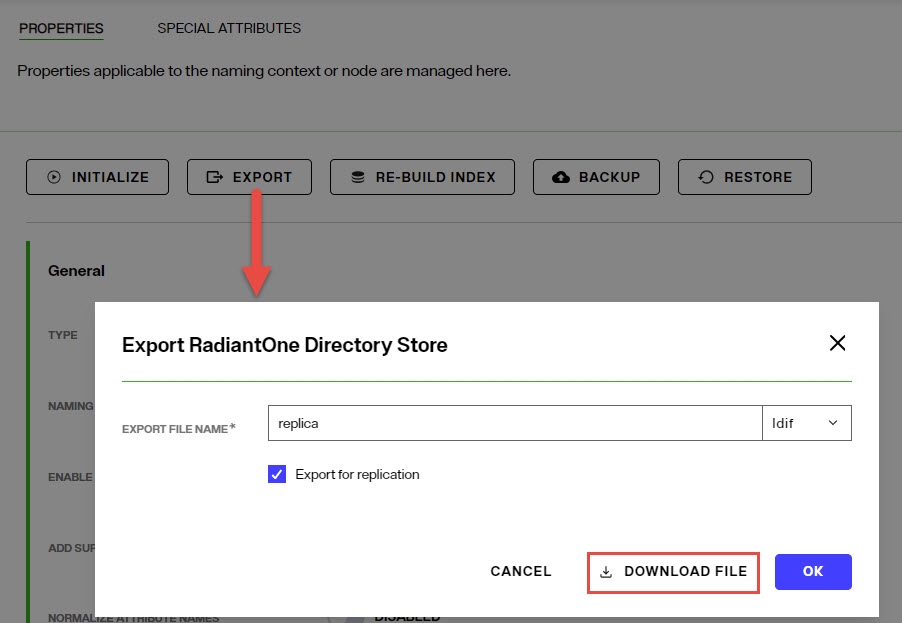 PROPERTIES SPECIAL ATTRIBUTES
Properties applicable to the naming context or node are managed here.
INITIALIZE EXPORT RE-BUILD INDEX BACKUP RESTORE
General
TYPE
Export RadiantOne Directory Store
NAMING
EXPORT FILE NAME* replica ldif
Export for replication
ENABLE
ADD SUP
CANCEL DOWNLOAD FILE OK
NORMALIZE ATTRIBUTE NAMES DISABLED